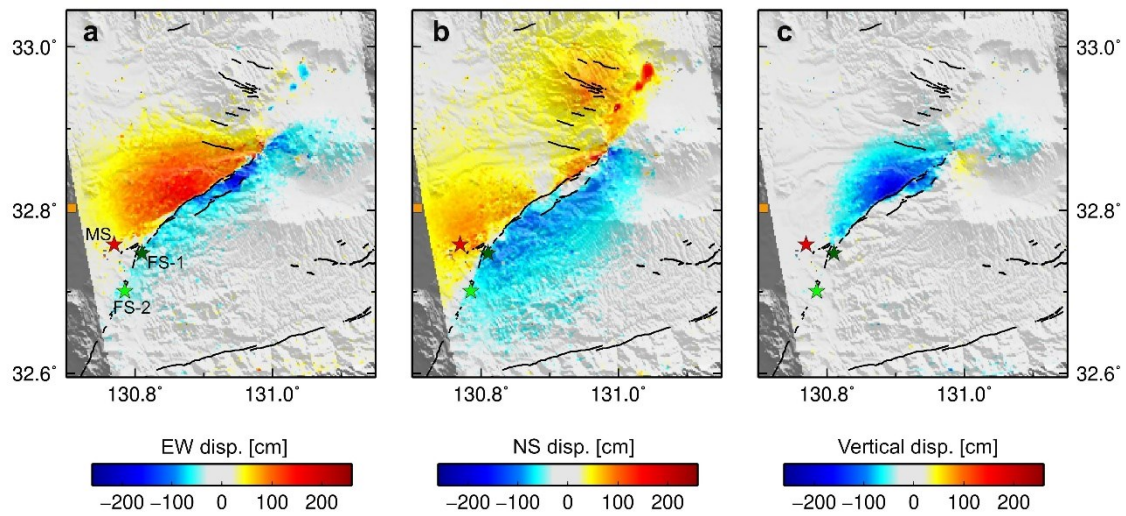 a b c
33.0° 33.0°
32.8° 32.8°
MS
FS-1
FS-2
32.6° 32.6°
130.8° 131.0° 130.8° 131.0° 130.8° 131.0°
EW disp. [cm] NS disp. [cm] Vertical disp. [cm]
−200 −100 0 100 200 −200 −100 0 100 200 −200 −100 0 100 200